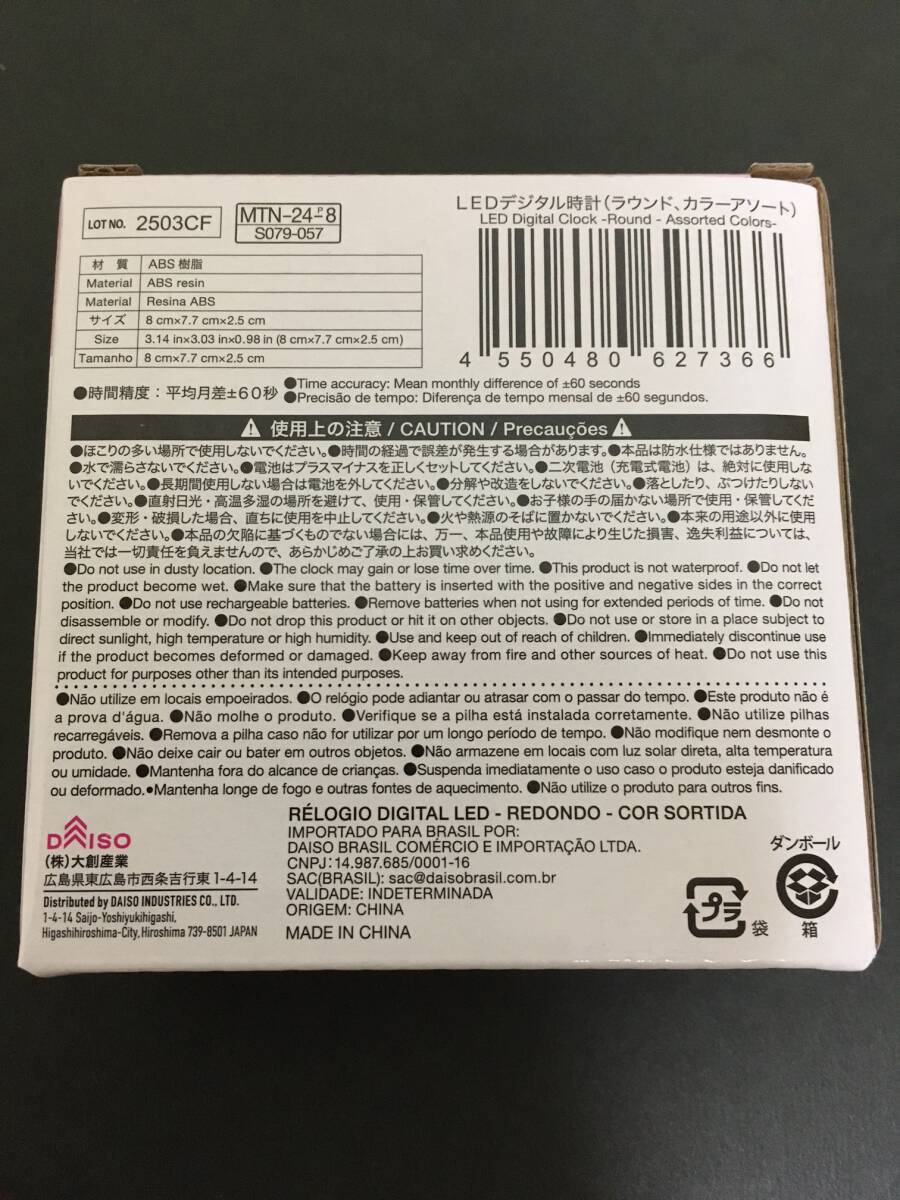 LOT NO. 2503CF
MTN-24-P8
S079-057
LEDデジタル時計(ラウンド、カラーアソート)
LED Digital Clock -Round - Assorted Colors-
4 550480 627366
材 質 ABS 樹脂
Material ABS resin
Material Resina ABS
サイズ 8 cm×7.7 cm×2.5 cm
Size 3.14 in×3.03 in×0.98 in (8 cm×7.7 cm×2.5 cm)
Tamanho 8 cm×7.7 cm×2.5 cm
●時間精度：平均月差±60秒
●Time accuracy: Mean monthly difference of ±60 seconds
●Precisão de tempo: Diferença de tempo mensal de ±60 segundos.
⚠ 使用上の注意 / CAUTION / Precauções ⚠
●ほこりの多い場所で使用しないでください。●時間の経過で誤差が発生する場合があります。●本品は防水仕様ではありません。
●水で濡らさないでください。●電池はプラスマイナスを正しくセットしてください。●二次電池（充電式電池）は、絶対に使用しな
いでください。●長期間使用しない場合は電池を外してください。●分解や改造をしないでください。●落としたり、ぶつけたりしない
でください。●直射日光・高温多湿の場所を避けて、使用・保管してください。●お子様の手の届かない場所で使用・保管してくだ
さい。●変形・破損した場合、直ちに使用を中止してください。●火や熱源のそばに置かないでください。●本来の用途以外に使用
しないでください。●本品の欠陥に基づくものでない場合には、万一、本品使用や故障により生じた損害、逸失利益については、
当社では一切責任を負えませんので、あらかじめご了承の上お買い求めください。
●Do not use in dusty location. ●The clock may gain or lose time over time. ●This product is not waterproof. ●Do not let
the product become wet. ●Make sure that the battery is inserted with the positive and negative sides in the correct
position. ●Do not use rechargeable batteries. ●Remove batteries when not using for extended periods of time. ●Do not
disassemble or modify. ●Do not drop this product or hit it on other objects. ●Do not use or store in a place subject to
direct sunlight, high temperature or high humidity. ●Use and keep out of reach of children. ●Immediately discontinue use
if the product becomes deformed or damaged. ●Keep away from fire and other sources of heat. ●Do not use this
product for purposes other than its intended purposes.
●Não utilize em locais empoeirados. ●O relógio pode adiantar ou atrasar com o passar do tempo. ●Este produto não é
a prova d'água. ●Não molhe o produto. ●Verifique se a pilha está instalada corretamente. ●Não utilize pilhas
recarregáveis. ●Remova a pilha caso não for utilizar por um longo período de tempo. ●Não modifique nem desmonte o
produto. ●Não deixe cair ou bater em outros objetos. ●Não armazene em locais com luz solar direta, alta temperatura
ou umidade. ●Mantenha fora do alcance de crianças. ●Suspenda imediatamente o uso caso o produto esteja danificado
ou deformado.●Mantenha longe de fogo e outras fontes de aquecimento. ●Não utilize o produto para outros fins.
DAISO
(株)大創産業
広島県東広島市西条吉行東1-4-14
Distributed by DAISO INDUSTRIES CO., LTD.
1-4-14 Saijo-Yoshiyukihigashi,
Higashihiroshima-City, Hiroshima 739-8501 JAPAN
RÉLOGIO DIGITAL LED - REDONDO - COR SORTIDA
IMPORTADO PARA BRASIL POR:
DAISO BRASIL COMÉRCIO E IMPORTAÇÃO LTDA.
CNPJ: 14.987.685/0001-16
SAC(BRASIL): sac@daisobrasil.com.br
VALIDADE: INDETERMINADA
ORIGEM: CHINA
MADE IN CHINA
プラ 袋
ダンボール
箱